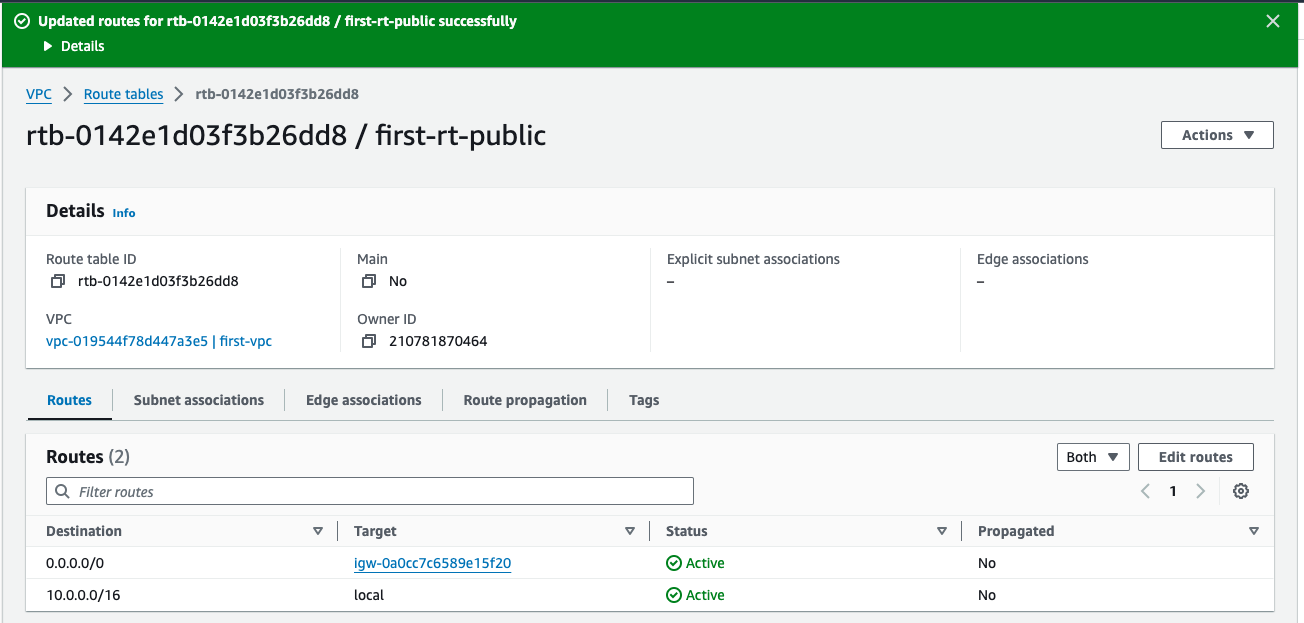 Updated routes for rtb-0142e1d03f3b26dd8 / first-rt-public successfully
Details
VPC Route tables rtb-0142e1d03f3b26dd8
rtb-0142e1d03f3b26dd8 / first-rt-public
Actions
Details Info
Route table ID
rtb-0142e1d03f3b26dd8
Main
No
Explicit subnet associations
–
Edge associations
–
VPC
vpc-019544f78d447a3e5 | first-vpc
Owner ID
210781870464
Routes Subnet associations Edge associations Route propagation Tags
Routes (2)
Both Edit routes
Filter routes
1
Destination Target Status Propagated
0.0.0.0/0 igw-0a0cc7c6589e15f20 Active No
10.0.0.0/16 local Active No